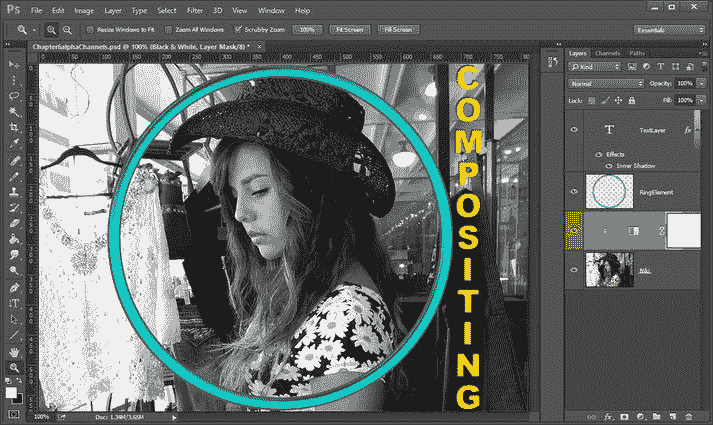 Ps File Edit Image Layer Type Select Filter 3D View Window Help
Resize Windows to Fit Zoom All Windows Scrubby Zoom 100% Fit Screen Fill Screen Essentials
Chapter6alphaChannels.psd @ 100% (Black & White, Layer Mask/8) * ×
Layers Channels Paths
Kind
Normal Opacity: 100%
Lock: Fill: 100%
T TextLayer fx
Effects
Inner Shadow
RingElement
Niki
COMPOSITING
100% Doc: 1.34M/3.65M